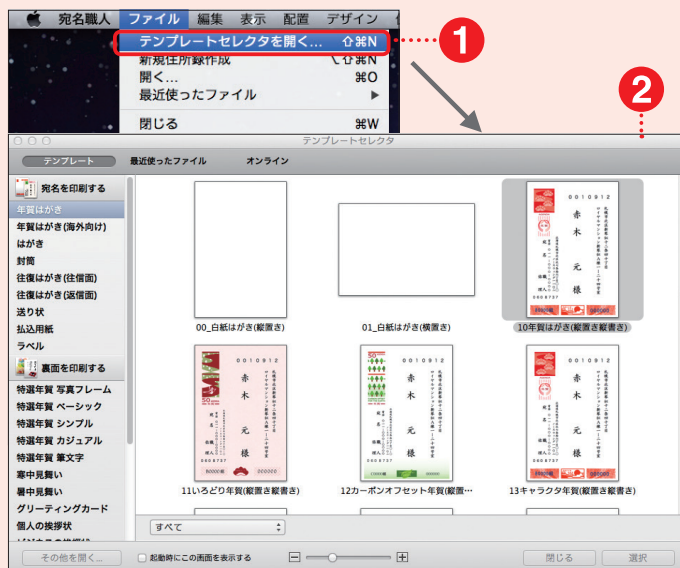 宛名職人 ファイル 編集 表示 配置 デザイン
テンプレートセレクタを開く... ⇧⌘N
新規住所録作成 ⌥⇧⌘N
開く... ⌘O
最近使ったファイル ▶
閉じる ⌘W
1
2
テンプレートセレクタ
テンプレート 最近使ったファイル オンライン
宛名を印刷する
年賀はがき
年賀はがき(海外向け)
はがき
封筒
往復はがき(往信面)
往復はがき(返信面)
送り状
払込用紙
ラベル
裏面を印刷する
特選年賀 写真フレーム
特選年賀 ベーシック
特選年賀 シンプル
特選年賀 カジュアル
特選年賀 筆文字
寒中見舞い
暑中見舞い
グリーティングカード
個人の挨拶状
00_白紙はがき(縦置き)
01_白紙はがき(横置き)
0010912
赤木 元 様
0608737
10年賀はがき(縦置き縦書き)
50
0010912
赤木 元 様
0608737
11いろどり年賀(縦置き縦書き)
50
0010912
赤木 元 様
0608737
12カーボンオフセット年賀(縦置…
0010912
赤木 元 様
0608737
13キャラクタ年賀(縦置き縦書き)
すべて
その他を開く... 起動時にこの画面を表示する 閉じる 選択